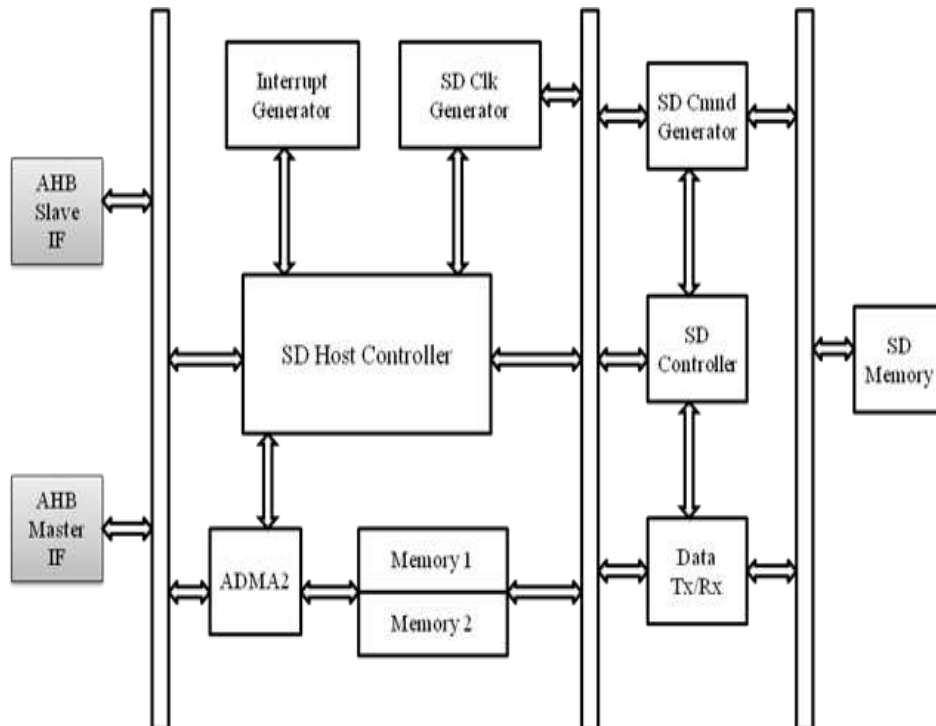 Interrupt
Generator
SD Clk
Generator
SD Cmnd
Generator
AHB
Slave
IF
SD Host Controller
SD
Controller
SD
Memory
AHB
Master
IF
ADMA2
Memory 1
Memory 2
Data
Tx/Rx